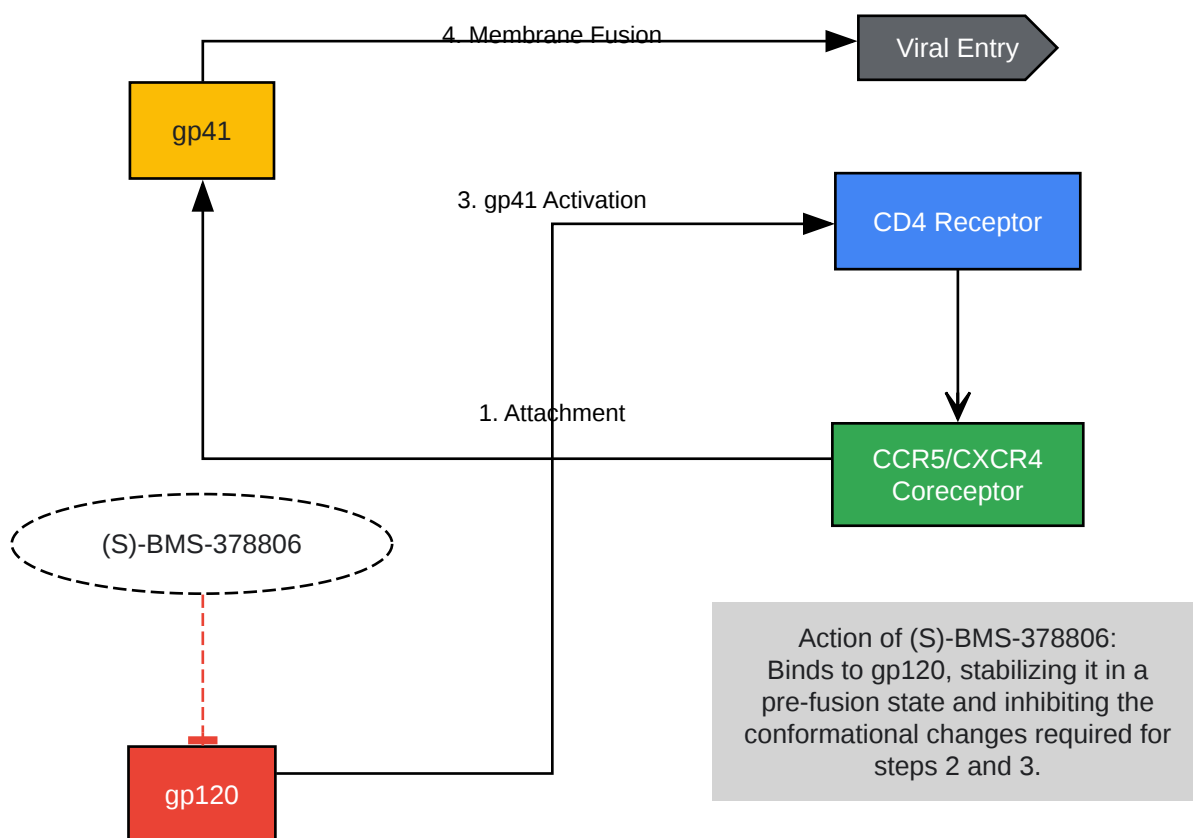 4. Membrane Fusion
Viral Entry
gp41
3. gp41 Activation
CD4 Receptor
1. Attachment
CCR5/CXCR4
Coreceptor
(S)-BMS-378806
Action of (S)-BMS-378806:
Binds to gp120, stabilizing it in a
pre-fusion state and inhibiting the
conformational changes required for
steps 2 and 3.
gp120